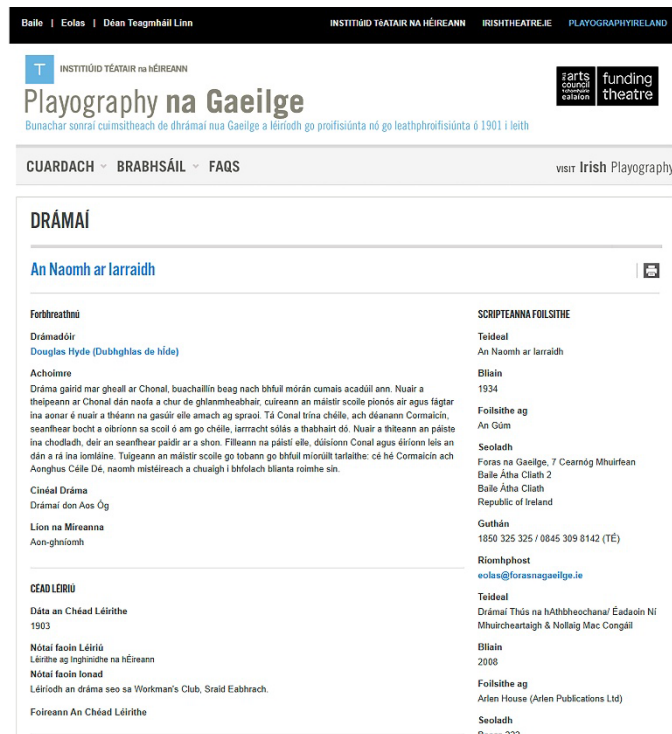 Baile | Eolas | Déan Teagmháil Linn
INSTITIÚID TéATAIR NA HÉIREANN IRISHTHEATRE.IE PLAYOGRAPHYIRELAND
T INSTITIÚID TÉATAIR na hÉIREANN
Playography na Gaeilge
Bunachar sonraí cuimsitheach de dhrámaí nua Gaeilge a léiríodh go proifisiúnta nó go leathphroifisiúnta ó 1901 i leith
arts council ealaíon
funding theatre
CUARDACH BRABHSÁIL FAQS
VISIT Irish Playography
DRÁMAÍ
An Naomh ar Iarraidh
Forbhreathnú
Drámadóir
Douglas Hyde (Dubhghlas de hÍde)
Achoimre
Dráma gairid mar gheall ar Chonal, buachaillín beag nach bhfuil mórán cumais acadúil ann. Nuair a
theipeann ar Chonal dán naofa a chur de ghlanmheabhair, cuireann an máistir scoile pionós air agus fágtar
ina aonar é nuair a théann na gasúir eile amach ag spraoi. Tá Conal trína chéile, ach déanann Cormaicín,
seanfhear bocht a oibríonn sa scoil ó am go chéile, iarrracht sólás a thabhairt dó. Nuair a thiteann an páiste
ina chodladh, deir an seanfhear paidir ar a shon. Filleann na páistí eile, dúisíonn Conal agus éiríonn leis an
dán a rá ina iomláine. Tuigeann an máistir scoile go tobann go bhfuil míorúilt tarlaithe: cé hé Cormaicín ach
Aonghus Céile Dé, naomh mistéireach a chuaigh i bhfolach blianta roimhe sin.
Cineál Dráma
Drámaí don Aos Óg
Líon na Míreanna
Aon-ghníomh
CÉAD LÉIRIÚ
Dáta an Chéad Léirithe
1903
Nótaí faoin Léiriú
Léirithe ag Inghinidhe na hÉireann
Nótaí faoin Ionad
Léiríodh an dráma seo sa Workman's Club, Sraid Eabhrach.
Foireann An Chéad Léirithe
SCRIPTEANNA FOILSITHE
Teideal
An Naomh ar Iarraidh
Bliain
1934
Foilsithe ag
An Gúm
Seoladh
Foras na Gaeilge, 7 Cearnóg Mhuirfean
Baile Átha Cliath 2
Baile Átha Cliath
Republic of Ireland
Guthán
1850 325 325 / 0845 309 8142 (TÉ)
Ríomhphost
eolas@forasnagaeilge.ie
Teideal
Drámaí Thús na hAthbheochana/ Éadaoin Ní
Mhuircheartaigh & Nollaig Mac Congáil
Bliain
2008
Foilsithe ag
Arlen House (Arlen Publications Ltd)
Seoladh